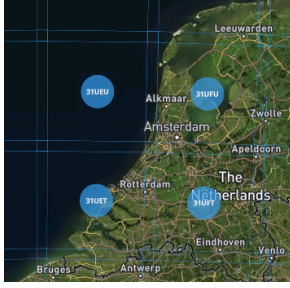 Leeuwarden
31UEU
31UFU
Alkmaar
Zwolle
Amsterdam
Apeldoorn
The
Netherlands
Rotterdam
31UET
31UFT
Eindhoven
Venlo
Bruges
Antwerp